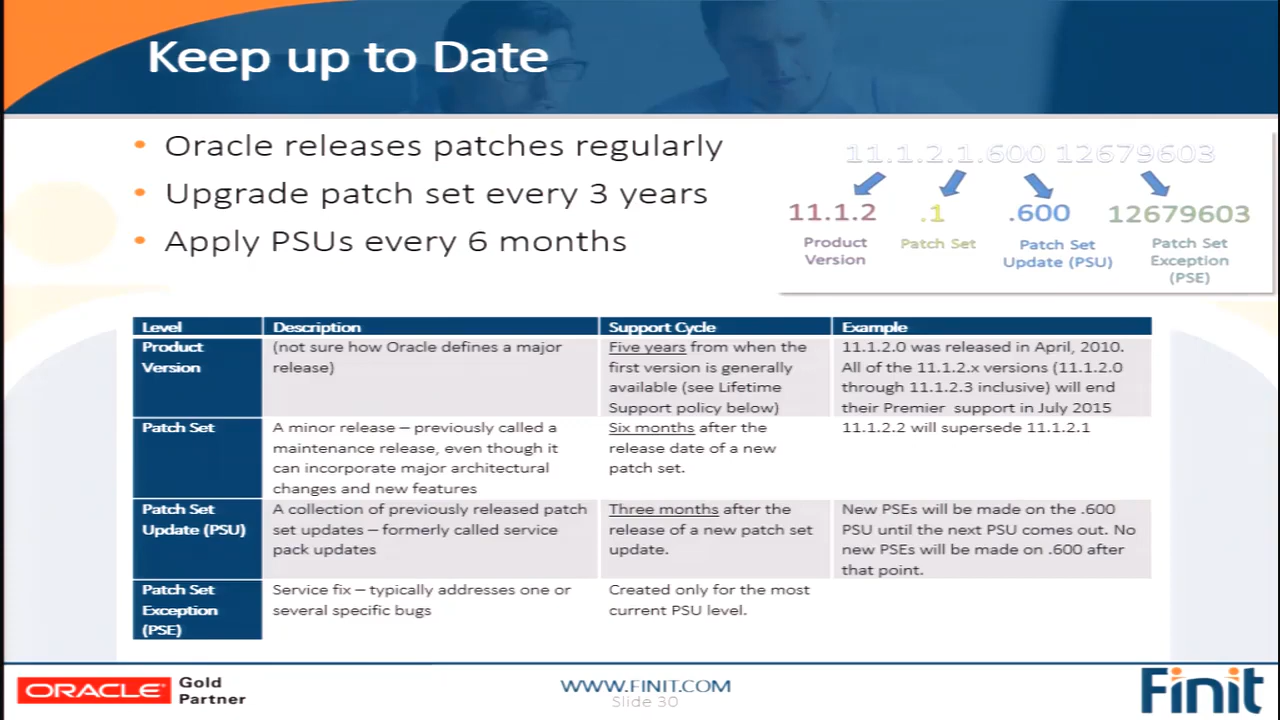 Keep up to Date
• Oracle releases patches regularly
• Upgrade patch set every 3 years
• Apply PSUs every 6 months
11.1.2.1.600 12679603
11.1.2 .1 .600 12679603
Product Version
Patch Set
Patch Set Update (PSU)
Patch Set Exception (PSE)
Level Description Support Cycle Example
Product
Version
(not sure how Oracle defines a major
release)
Five years from when the
first version is generally
available (see Lifetime
Support policy below)
11.1.2.0 was released in April, 2010.
All of the 11.1.2.x versions (11.1.2.0
through 11.1.2.3 inclusive) will end
their Premier support in July 2015
Patch Set
A minor release – previously called a
maintenance release, even though it
can incorporate major architectural
changes and new features
Six months after the
release date of a new
patch set.
11.1.2.2 will supersede 11.1.2.1
Patch Set
Update (PSU)
A collection of previously released patch
set updates – formerly called service
pack updates
Three months after the
release of a new patch set
update.
New PSEs will be made on the .600
PSU until the next PSU comes out. No
new PSEs will be made on .600 after
that point.
Patch Set
Exception
(PSE)
Service fix – typically addresses one or
several specific bugs
Created only for the most
current PSU level.
ORACLE Gold
Partner
WWW.FINIT.COM
Slide 30
Finit